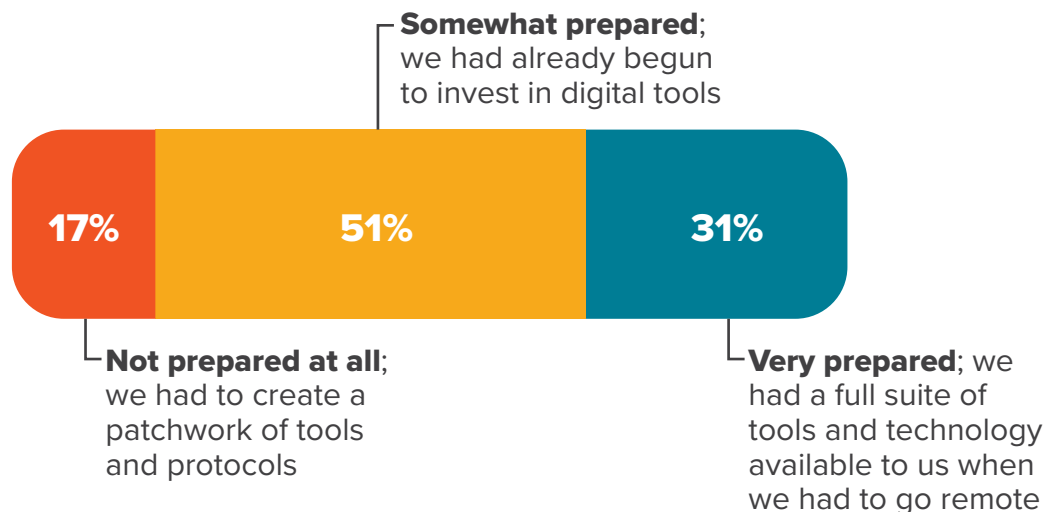 Somewhat prepared;
we had already begun
to invest in digital tools
17%
51%
31%
Not prepared at all;
we had to create a
patchwork of tools
and protocols
Very prepared; we
had a full suite of
tools and technology
available to us when
we had to go remote